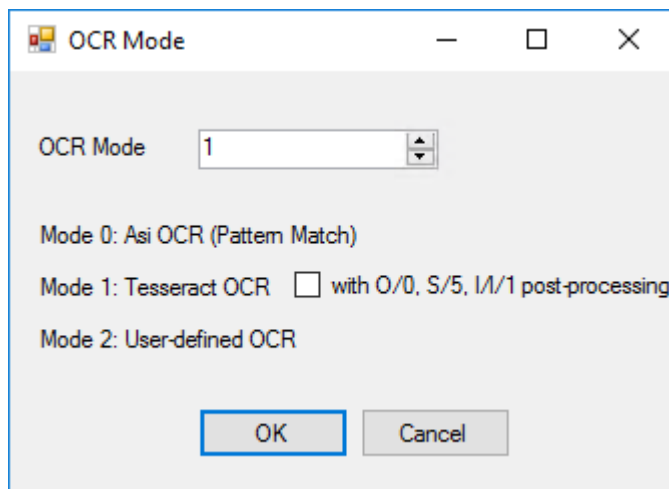 OCR Mode
OCR Mode 1
Mode 0: Asi OCR (Pattern Match)
Mode 1: Tesseract OCR with O/0, S/5, I/l/1 post-processing
Mode 2: User-defined OCR
OK Cancel